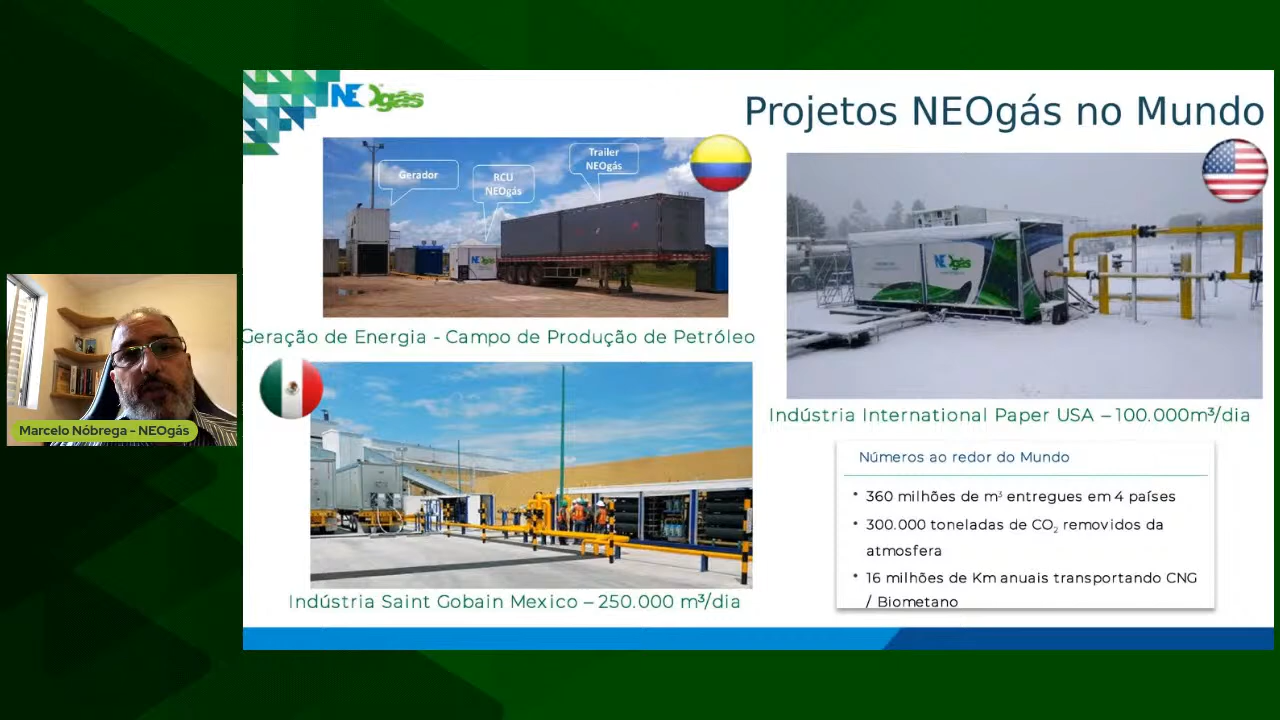 NEOgás
Projetos NEOgás no Mundo
Gerador
RCU
NEOgás
Trailer
NEOgás
NEOgás
Geração de Energia - Campo de Produção de Petróleo
NEOgás
Indústria International Paper USA – 100.000m³/dia
Marcelo Nóbrega - NEOgás
Indústria Saint Gobain Mexico – 250.000 m³/dia
Números ao redor do Mundo
• 360 milhões de m³ entregues em 4 países
• 300.000 toneladas de CO₂ removidos da
atmosfera
• 16 milhões de Km anuais transportando CNG
/ Biometano